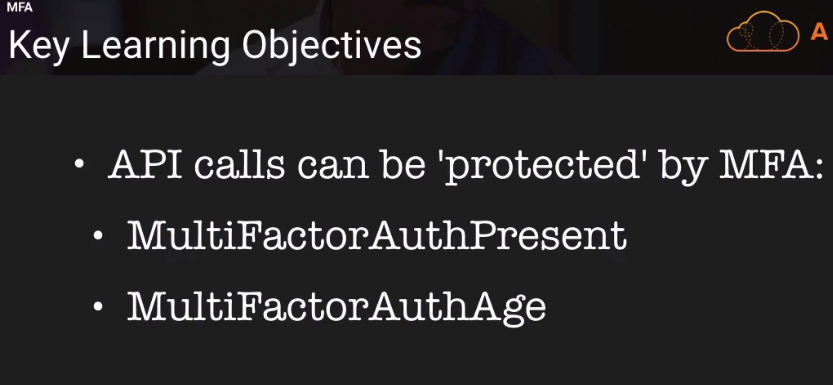 MFA
Key Learning Objectives
A
• API calls can be 'protected' by MFA:
• MultiFactorAuthPresent
• MultiFactorAuthAge